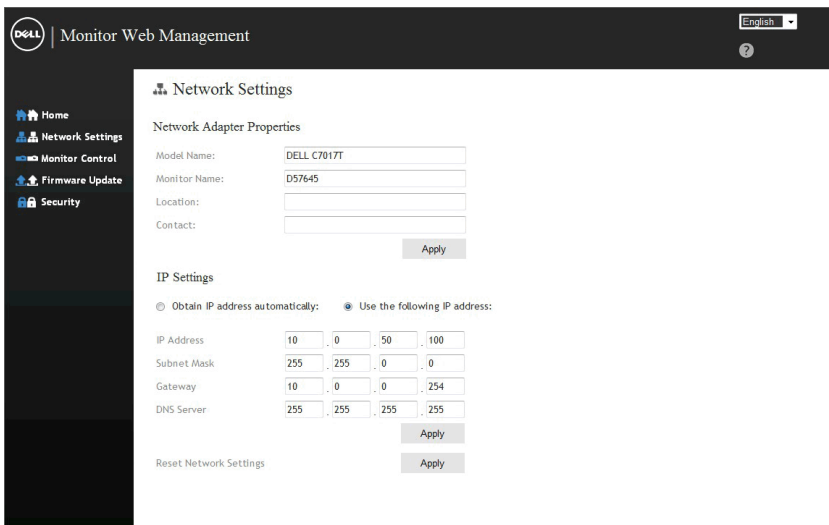 DELL | Monitor Web Management
English
?
Network Settings
Home
Network Settings
Monitor Control
Firmware Update
Security
Network Adapter Properties
Model Name: DELL C7017T
Monitor Name: D57645
Location:
Contact:
Apply
IP Settings
Obtain IP address automatically: Use the following IP address:
IP Address 10 . 0 . 50 . 100
Subnet Mask 255 . 255 . 0 . 0
Gateway 10 . 0 . 0 . 254
DNS Server 255 . 255 . 255 . 255
Apply
Reset Network Settings Apply